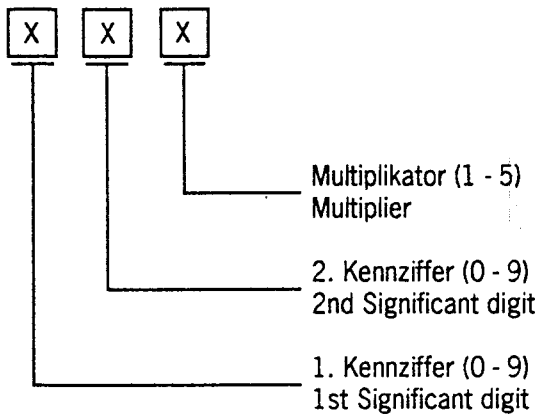 X X X
Multiplikator (1 - 5)
Multiplier
2. Kennziffer (0 - 9)
2nd Significant digit
1. Kennziffer (0 - 9)
1st Significant digit